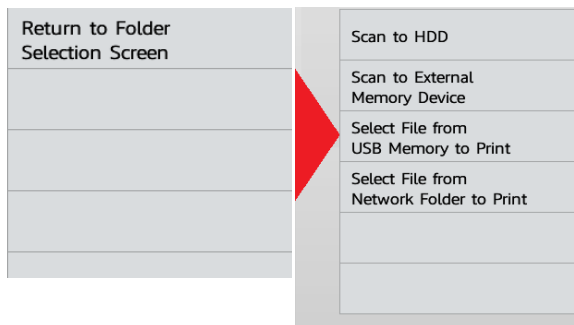 Return to Folder
Selection Screen
Scan to HDD
Scan to External
Memory Device
Select File from
USB Memory to Print
Select File from
Network Folder to Print